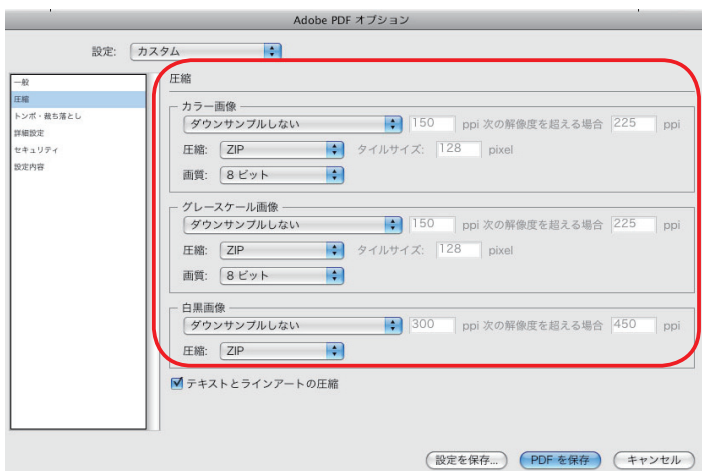 Adobe PDF オプション
設定: カスタム
一般
圧縮
トンボ・裁ち落とし
詳細設定
セキュリティ
設定内容
圧縮
カラー画像
ダウンサンプルしない 150 ppi 次の解像度を超える場合 225 ppi
圧縮: ZIP タイルサイズ: 128 pixel
画質: 8 ビット
グレースケール画像
ダウンサンプルしない 150 ppi 次の解像度を超える場合 225 ppi
圧縮: ZIP タイルサイズ: 128 pixel
画質: 8 ビット
白黒画像
ダウンサンプルしない 300 ppi 次の解像度を超える場合 450 ppi
圧縮: ZIP
テキストとラインアートの圧縮
設定を保存... PDF を保存 キャンセル